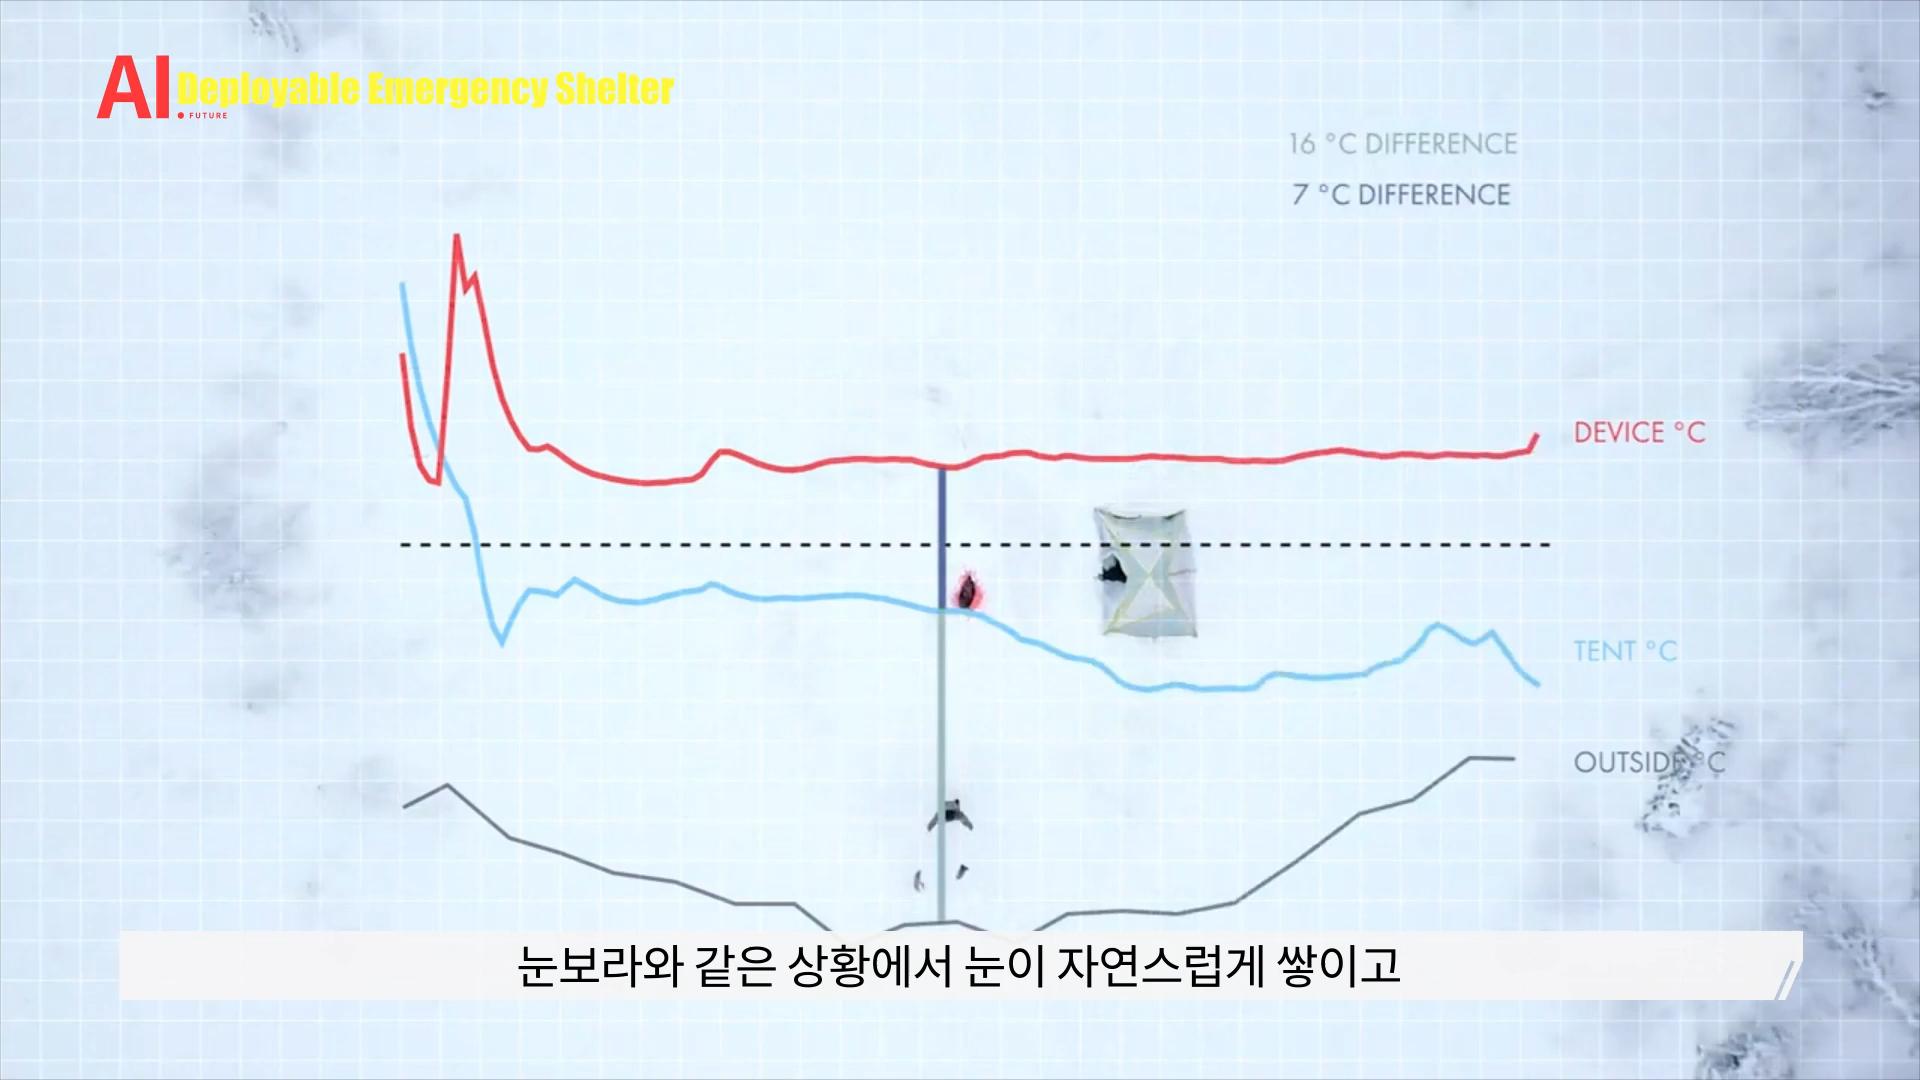 AI. FUTURE
Deployable Emergency Shelter
16 °C DIFFERENCE
7 °C DIFFERENCE
DEVICE °C
TENT °C
OUTSIDE °C
눈보라와 같은 상황에서 눈이 자연스럽게 쌓이고